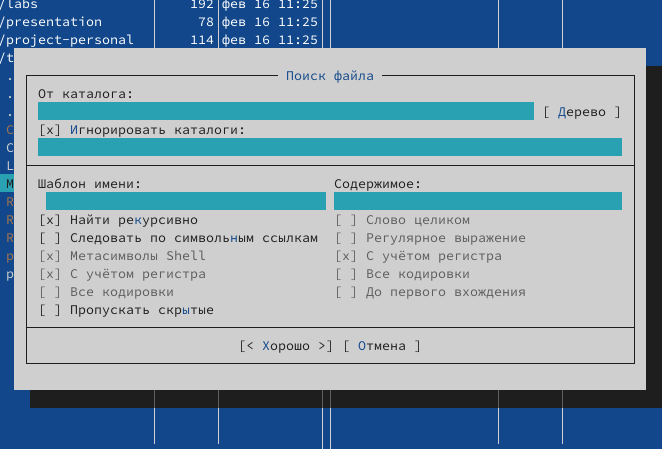 /labs 192 фев 16 11:25
/presentation 78 фев 16 11:25
/project-personal 114 фев 16 11:25
/t
Поиск файла
От каталога:
[ Дерево ]
[x] Игнорировать каталоги:
Шаблон имени: Содержимое:
[x] Найти рекурсивно [ ] Слово целиком
[ ] Следовать по символьным ссылкам [ ] Регулярное выражение
[x] Метасимволы Shell [x] С учётом регистра
[x] С учётом регистра [ ] Все кодировки
[ ] Все кодировки [ ] До первого вхождения
[ ] Пропускать скрытые
[< Хорошо >] [ Отмена ]
.
.
.
C
C
L
M
R
R
R
p
p